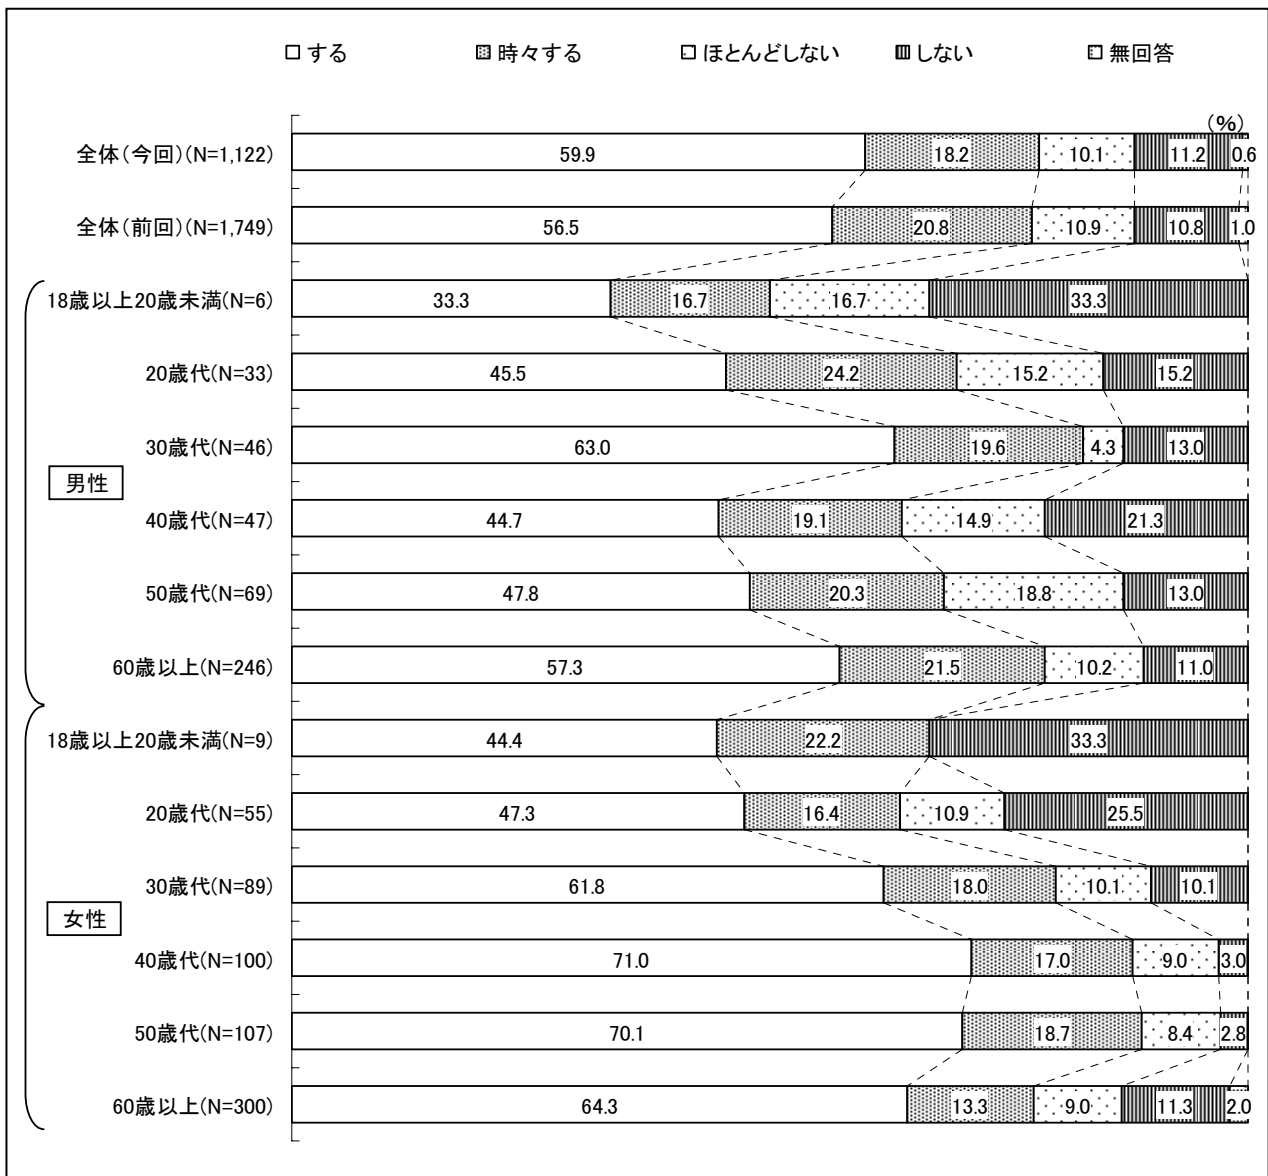 する 時々する ほとんどしない しない 無回答
(%)
全体(今回)(N=1,122) 59.9 18.2 10.1 11.2 0.6
全体(前回)(N=1,749) 56.5 20.8 10.9 10.8 1.0
18歳以上20歳未満(N=6) 33.3 16.7 16.7 33.3
20歳代(N=33) 45.5 24.2 15.2 15.2
30歳代(N=46) 63.0 19.6 4.3 13.0
男性
40歳代(N=47) 44.7 19.1 14.9 21.3
50歳代(N=69) 47.8 20.3 18.8 13.0
60歳以上(N=246) 57.3 21.5 10.2 11.0
18歳以上20歳未満(N=9) 44.4 22.2 33.3
20歳代(N=55) 47.3 16.4 10.9 25.5
30歳代(N=89) 61.8 18.0 10.1 10.1
女性
40歳代(N=100) 71.0 17.0 9.0 3.0
50歳代(N=107) 70.1 18.7 8.4 2.8
60歳以上(N=300) 64.3 13.3 9.0 11.3 2.0